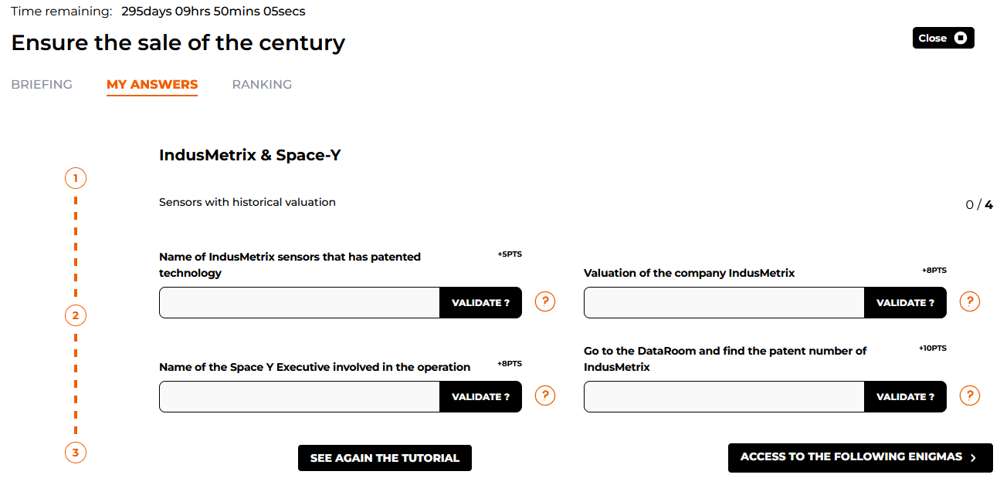 Time remaining: 295days 09hrs 50mins 05secs
Ensure the sale of the century
Close
BRIEFING
MY ANSWERS
RANKING
IndusMetrix & Space-Y
1
Sensors with historical valuation
0 / 4
Name of IndusMetrix sensors that has patented
technology
+5PTS
VALIDATE ?
?
Valuation of the company IndusMetrix
+8PTS
VALIDATE ?
?
2
Name of the Space Y Executive involved in the operation
+8PTS
VALIDATE ?
?
Go to the DataRoom and find the patent number of
IndusMetrix
+10PTS
VALIDATE ?
?
3
SEE AGAIN THE TUTORIAL
ACCESS TO THE FOLLOWING ENIGMAS >